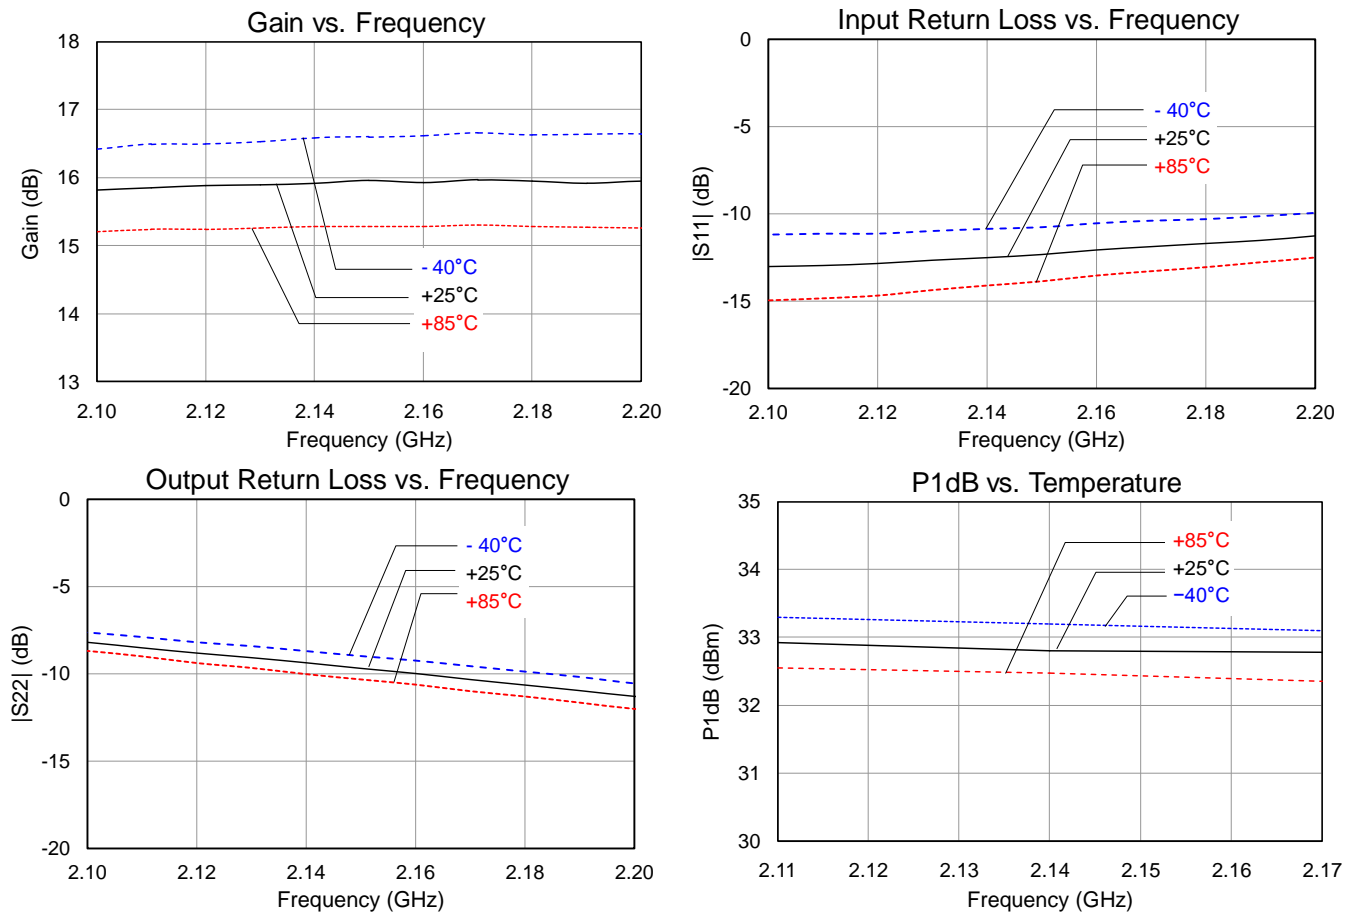 Gain vs. Frequency
18
17
16
15
14
13
Gain (dB)
- 40°C
+25°C
+85°C
2.10 2.12 2.14 2.16 2.18 2.20
Frequency (GHz)
Input Return Loss vs. Frequency
0
-5
-10
-15
-20
|S11| (dB)
- 40°C
+25°C
+85°C
2.10 2.12 2.14 2.16 2.18 2.20
Frequency (GHz)
Output Return Loss vs. Frequency
0
-5
-10
-15
-20
|S22| (dB)
- 40°C
+25°C
+85°C
2.10 2.12 2.14 2.16 2.18 2.20
Frequency (GHz)
P1dB vs. Temperature
35
34
33
32
31
30
P1dB (dBm)
+85°C
+25°C
−40°C
2.11 2.12 2.13 2.14 2.15 2.16 2.17
Frequency (GHz)